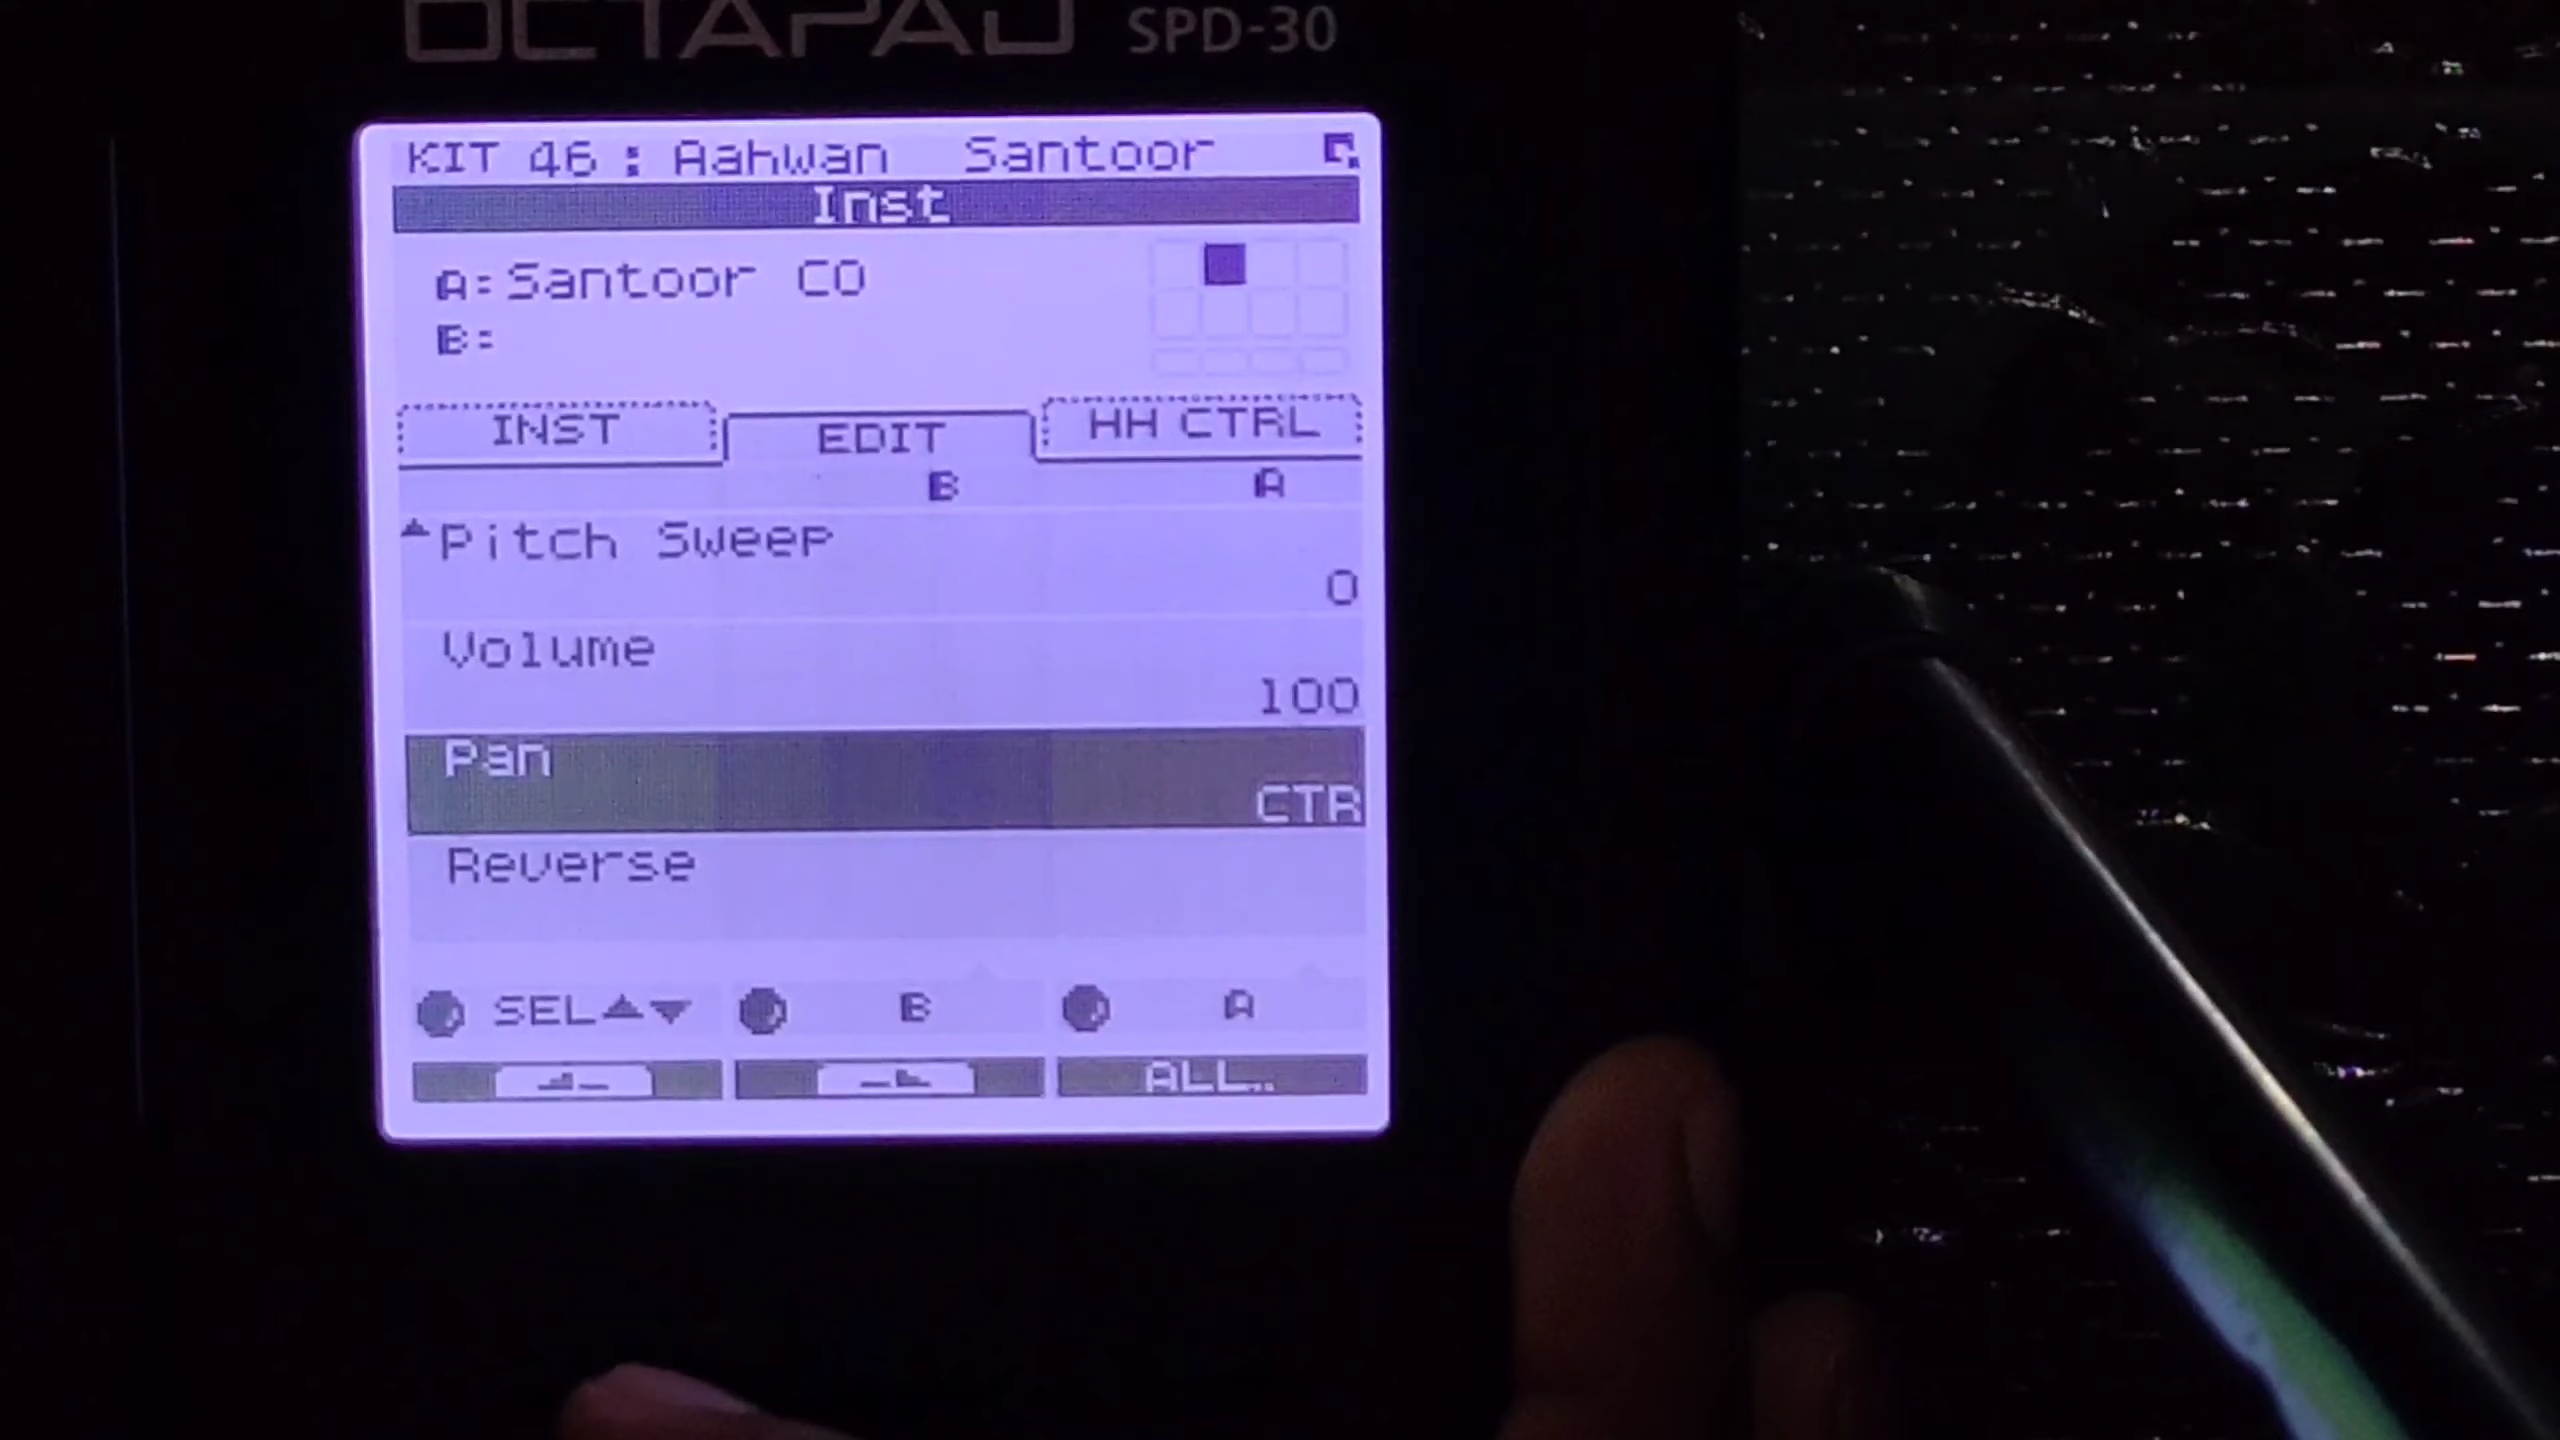 OCTAPAD SPD-30
KIT 46 : Aahwan Santoor
Inst
A:Santoor C0
B:
INST EDIT HH CTRL
B A
Pitch Sweep
0
Volume
100
Pan
CTR
Reverse
SEL▲▼ B A
ALL..